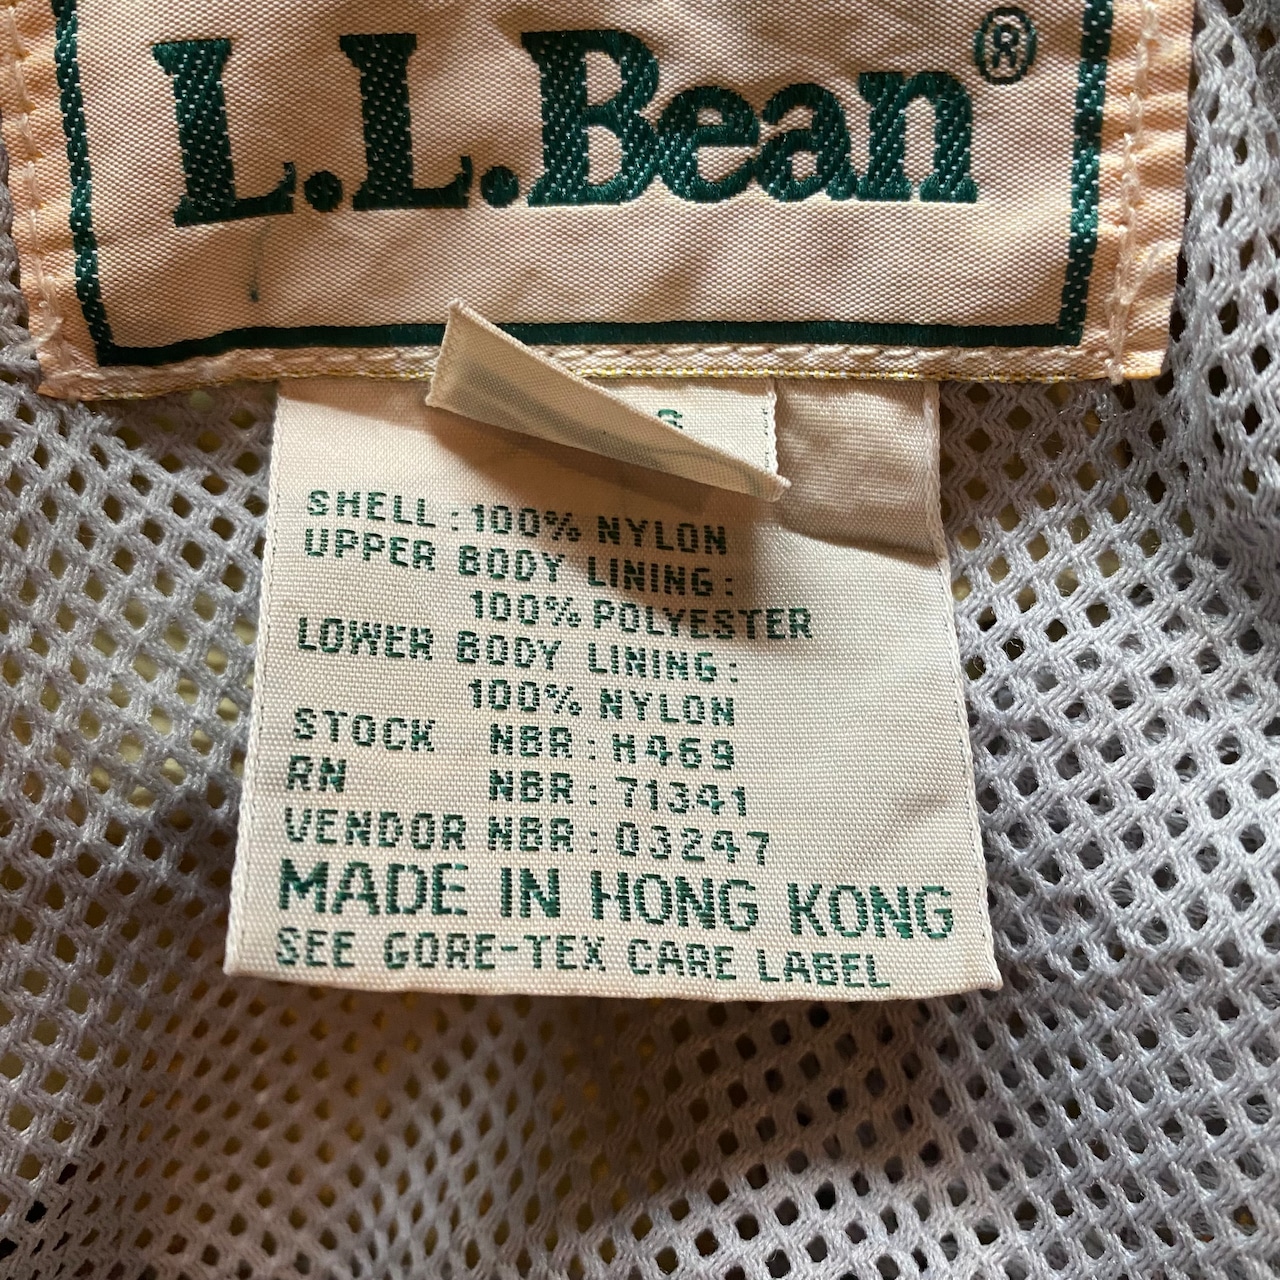 L.L.Bean®
SHELL:100% NYLON
UPPER BODY LINING:
100% POLYESTER
LOWER BODY LINING:
100% NYLON
STOCK NBR: H469
RN NBR: 71341
VENDOR NBR: 03247
MADE IN HONG KONG
SEE GORE-TEX CARE LABEL